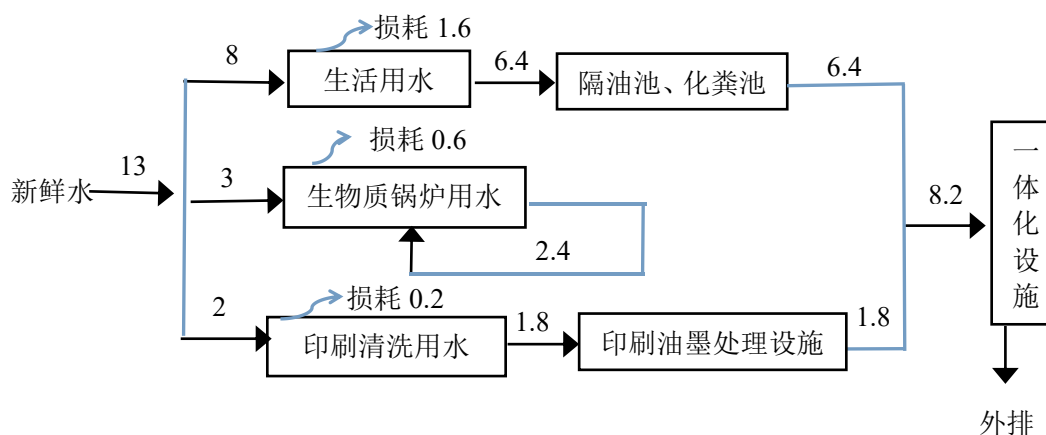 损耗 1.6
8
生活用水
6.4
隔油池、化粪池
6.4
损耗 0.6
新鲜水
13
3
生物质锅炉用水
2.4
8.2
一体化设施
损耗 0.2
2
印刷清洗用水
1.8
印刷油墨处理设施
1.8
外排